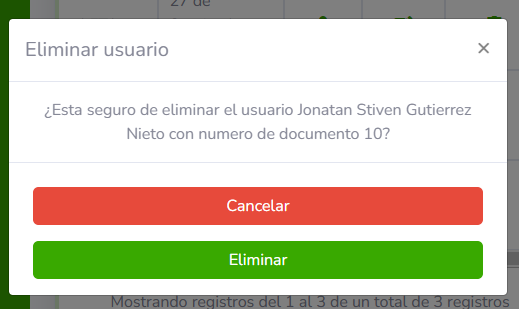 27 de
Eliminar usuario
×
¿Esta seguro de eliminar el usuario Jonatan Stiven Gutierrez
Nieto con numero de documento 10?
Cancelar
Eliminar
Mostrando registros del 1 al 3 de un total de 3 registros